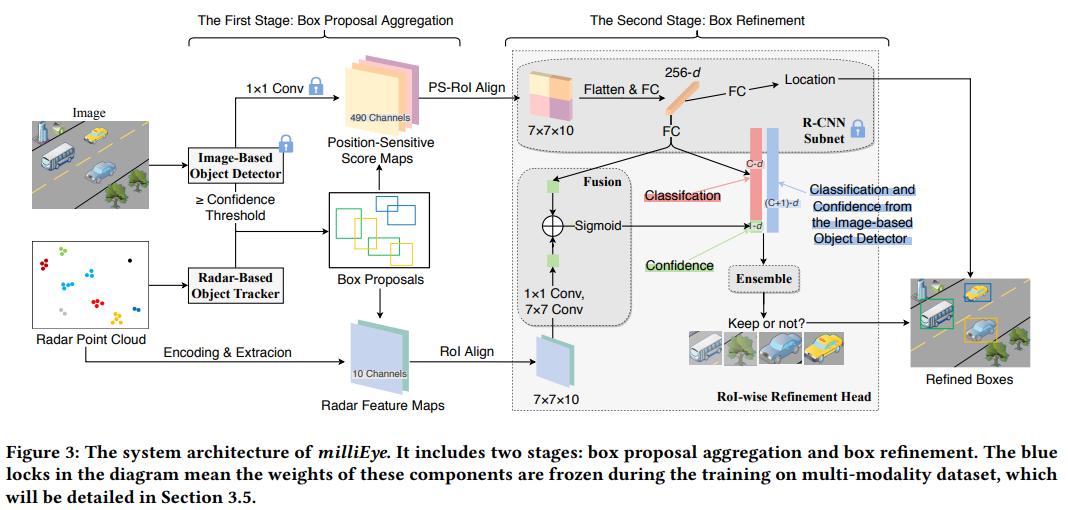 The First Stage: Box Proposal Aggregation
The Second Stage: Box Refinement
Image
Image-Based
Object Detector
1×1 Conv
490 Channels
Position-Sensitive
Score Maps
PS-RoI Align
≥ Confidence
Threshold
Radar-Based
Object Tracker
Box Proposals
Radar Point Cloud
Encoding & Extracion
10 Channels
Radar Feature Maps
RoI Align
7×7×10
Flatten & FC
256-d
FC
Location
R-CNN
Subnet
7×7×10
FC
Fusion
Sigmoid
1×1 Conv,
7×7 Conv
Classifcation
Confidence
C-d
1-d
(C+1)-d
Classification and
Confidence from
the Image-based
Object Detector
Ensemble
Keep or not?
RoI-wise Refinement Head
Refined Boxes
Figure 3: The system architecture of milliEye. It includes two stages: box proposal aggregation and box refinement. The blue
locks in the diagram mean the weights of these components are frozen during the training on multi-modality dataset, which
will be detailed in Section 3.5.